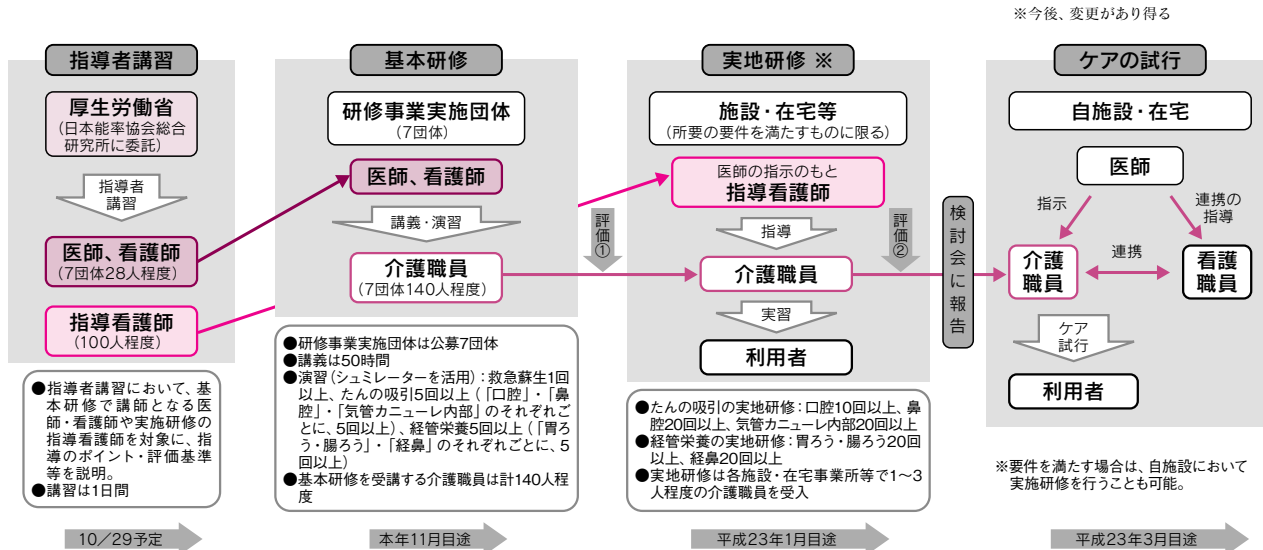 ※今後、変更があり得る
指導者講習
厚生労働省
(日本能率協会総合
研究所に委託)
指導者
講習
医師、看護師
(7団体28人程度)
指導看護師
(100人程度)
●指導者講習において、基
本研修で講師となる医
師・看護師や実施研修の
指導看護師を対象に、指
導のポイント・評価基準
等を説明。
●講習は1日間
10/29予定
基本研修
研修事業実施団体
(7団体)
医師、看護師
講義・演習
介護職員
(7団体140人程度)
●研修事業実施団体は公募7団体
●講義は50時間
●演習(シュミレーターを活用):救急蘇生1回
以上、たんの吸引5回以上(「口腔」・「鼻
腔」・「気管カニューレ内部」のそれぞれご
とに、5回以上)、経管栄養5回以上(「胃ろ
う・腸ろう」・「経鼻」のそれぞれごとに、5
回以上)
●基本研修を受講する介護職員は計140人程
度
本年11月目途
評価①
実地研修 ※
施設・在宅等
(所要の要件を満たすものに限る)
医師の指示のもと
指導看護師
指導
介護職員
実習
利用者
評価②
●たんの吸引の実地研修:口腔10回以上、鼻
腔20回以上、気管カニューレ内部20回以上
●経管栄養の実地研修:胃ろう・腸ろう20回
以上、経鼻20回以上
●実地研修は各施設・在宅事業所等で1〜3
人程度の介護職員を受入
平成23年1月目途
検討会に報告
ケアの試行
自施設・在宅
医師
指示
連携の
指導
介護
職員
連携
看護
職員
ケア
試行
利用者
※要件を満たす場合は、自施設において
実施研修を行うことも可能。
平成23年3月目途